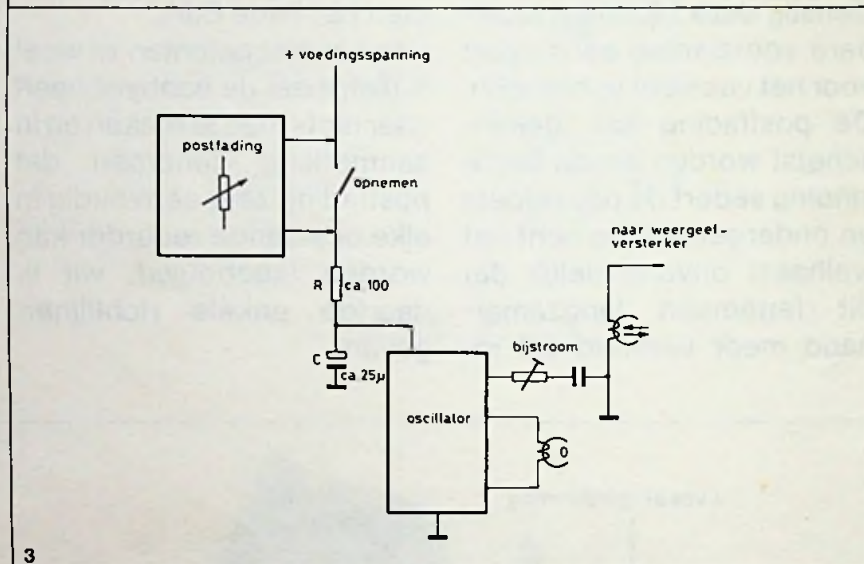 + voedingsspanning
postfading
opnemen
naar weergeef-
versterker
R
ca. 100
bijstroom
C
ca. 25µ
oscillator
0
3